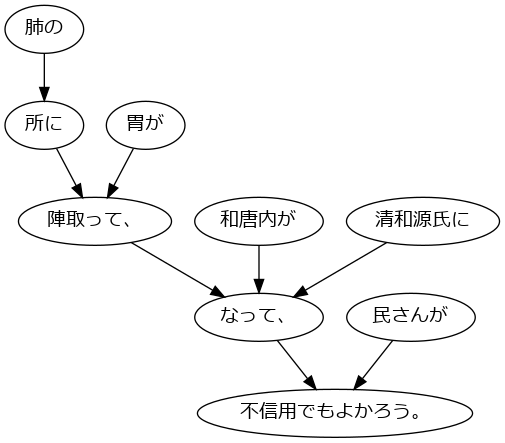 肺の
所に
胃が
陣取って、
和唐内が
清和源氏に
なって、
民さんが
不信用でもよかろう。